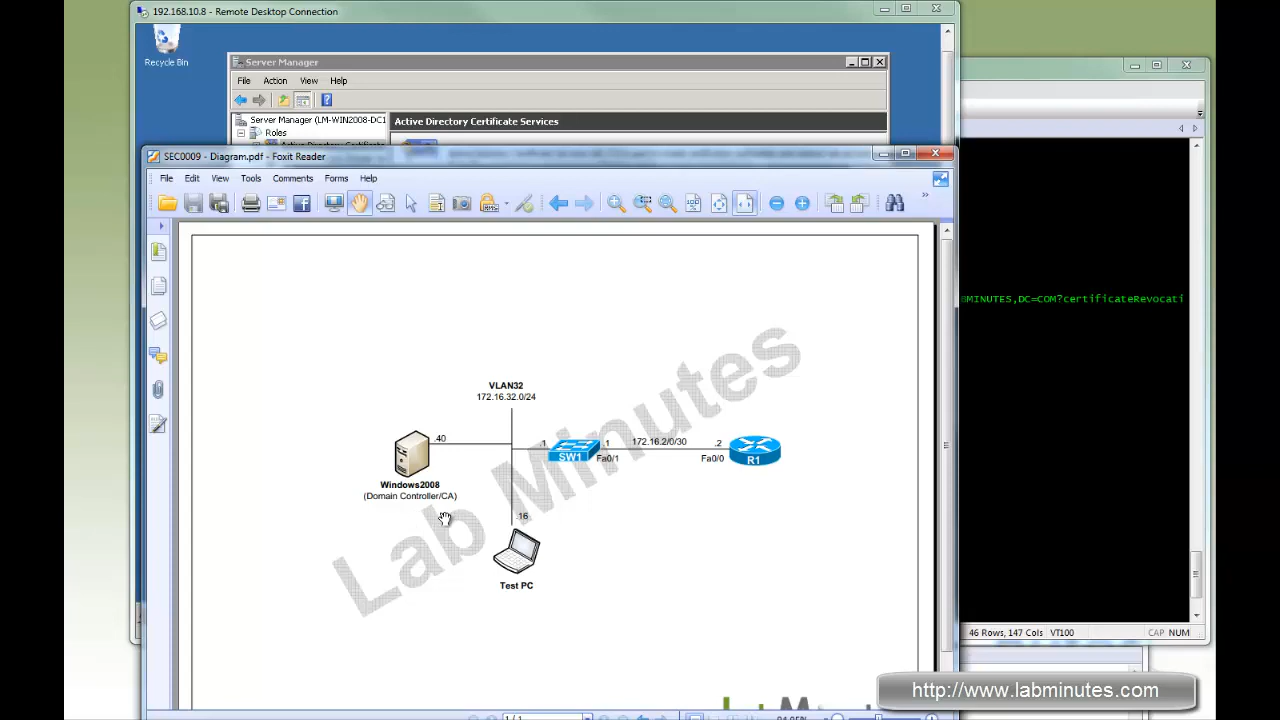 192.168.10.8 - Remote Desktop Connection
Recycle Bin
Server Manager
File Action View Help
Server Manager (LM-WIN2008-DC1
Active Directory Certificate Services
Roles
SEC0009 - Diagram.pdf - Foxit Reader
File Edit View Tools Comments Forms Help
MINUTES,DC=COM?certificateRevocati
VLAN32
172.16.32.0/24
.40
.1
SW1
.1
172.16.2/0/30
.2
Fa0/1
Fa0/0
R1
Windows2008
(Domain Controller/CA)
.16
Test PC
Lab Minutes
46 Rows, 147 Cols VT100 CAP NUM
http://www.labminutes.com
1 / 1